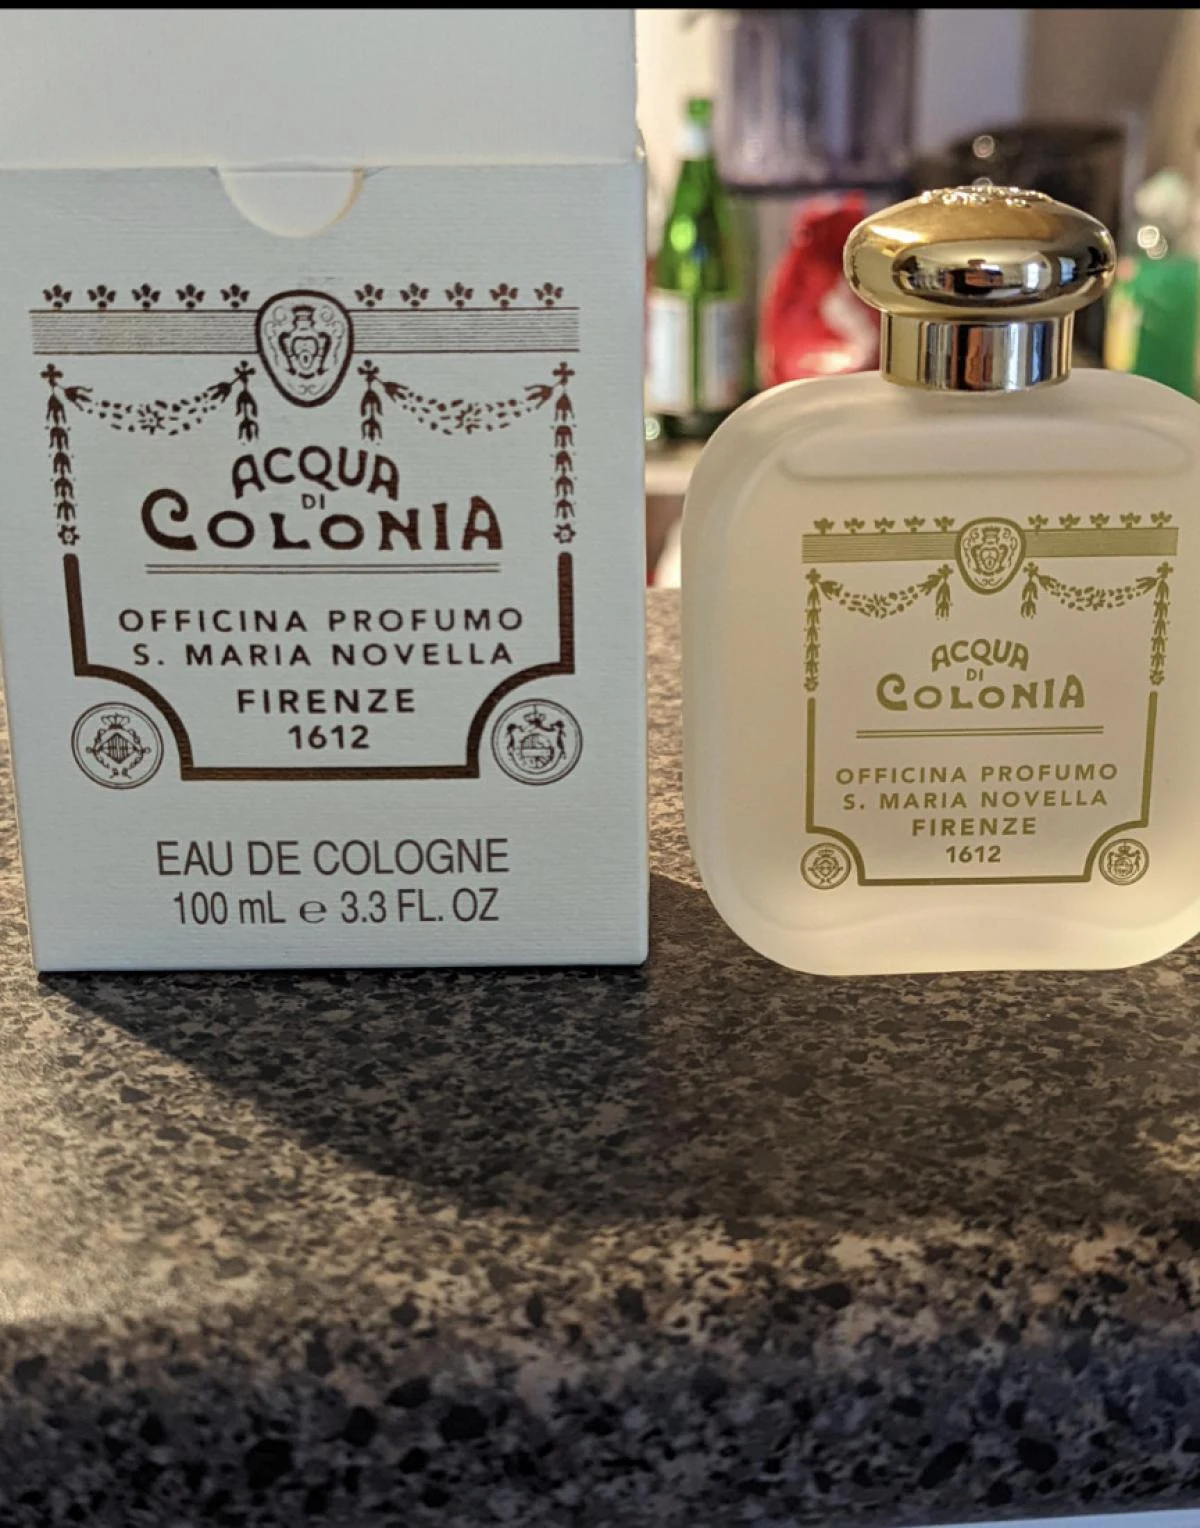 ACQUA
DI
COLONIA
OFFICINA PROFUMO
S. MARIA NOVELLA
FIRENZE
1612
EAU DE COLOGNE
100 mL ℮ 3.3 FL. OZ
ACQUA
DI
COLONIA
OFFICINA PROFUMO
S. MARIA NOVELLA
FIRENZE
1612